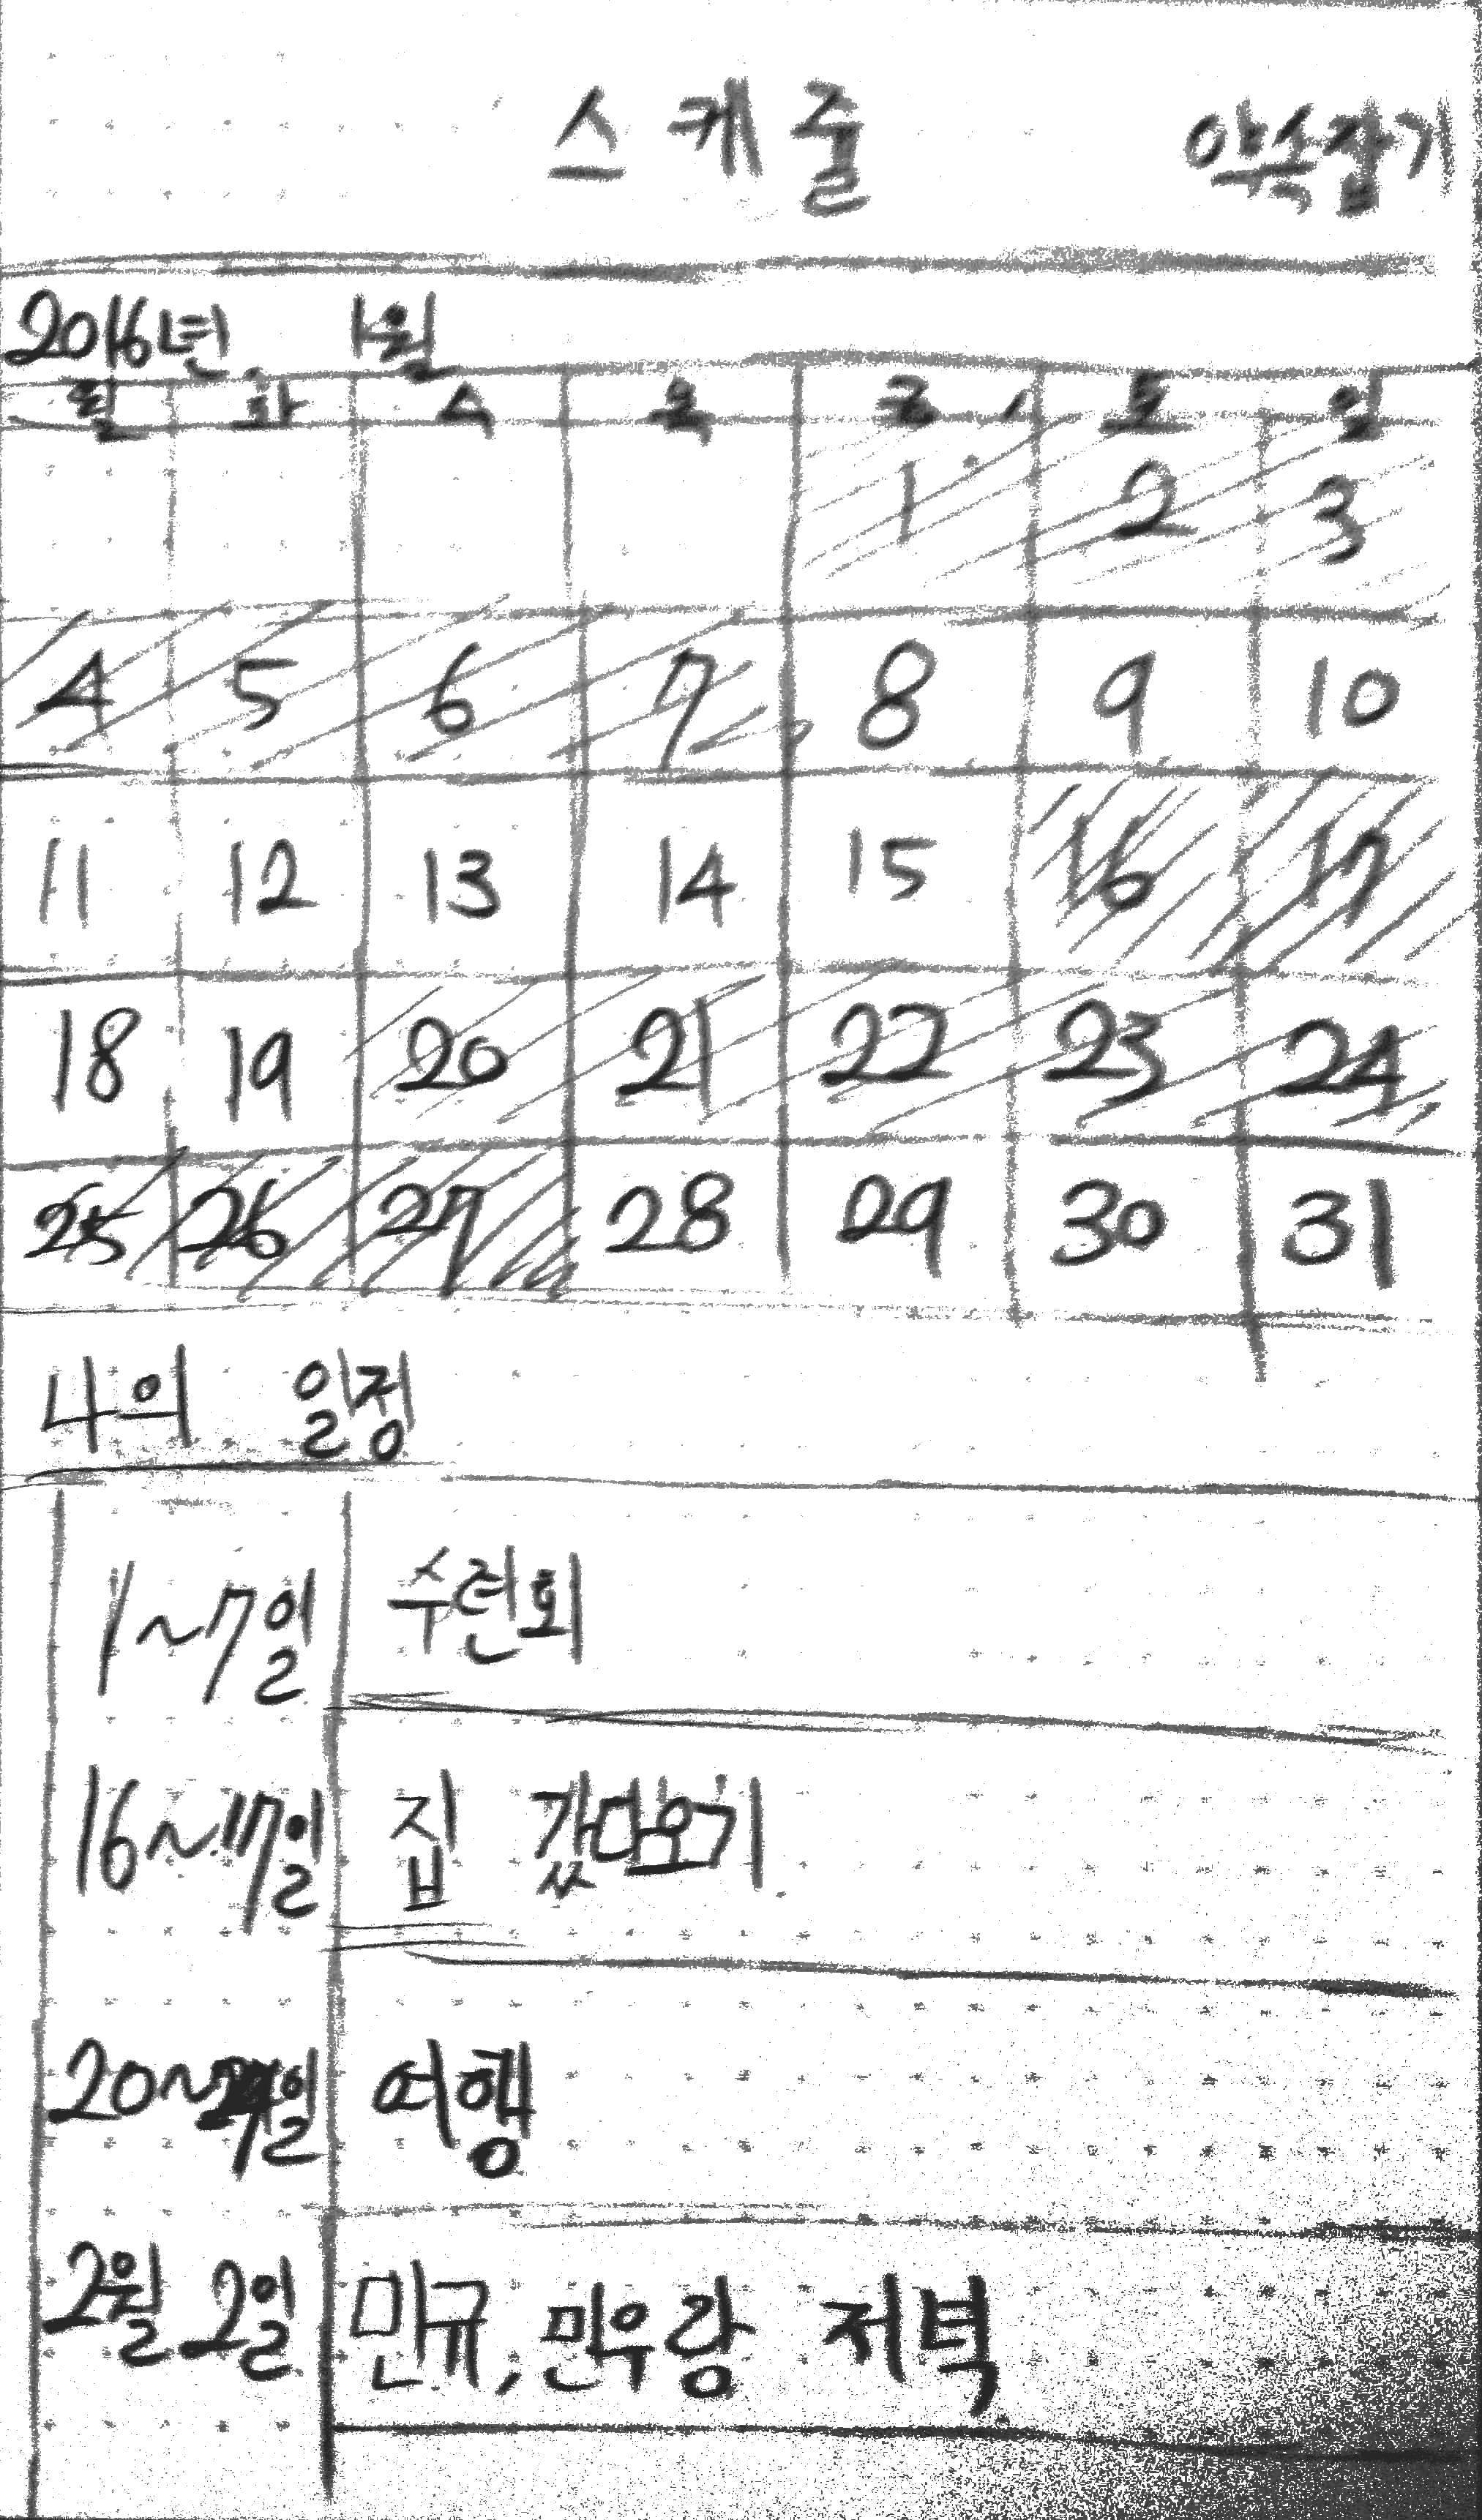 스케줄 약속잡기
2016년 1월
월 화 수 목 금 토 일
1 2 3
4 5 6 7 8 9 10
11 12 13 14 15 16 17
18 19 20 21 22 23 24
25 26 27 28 29 30 31
나의 일정
1~7일 수련회
16~17일 집 갔다오기
20~27일 여행
2월 2일 민규, 민우랑 저녁